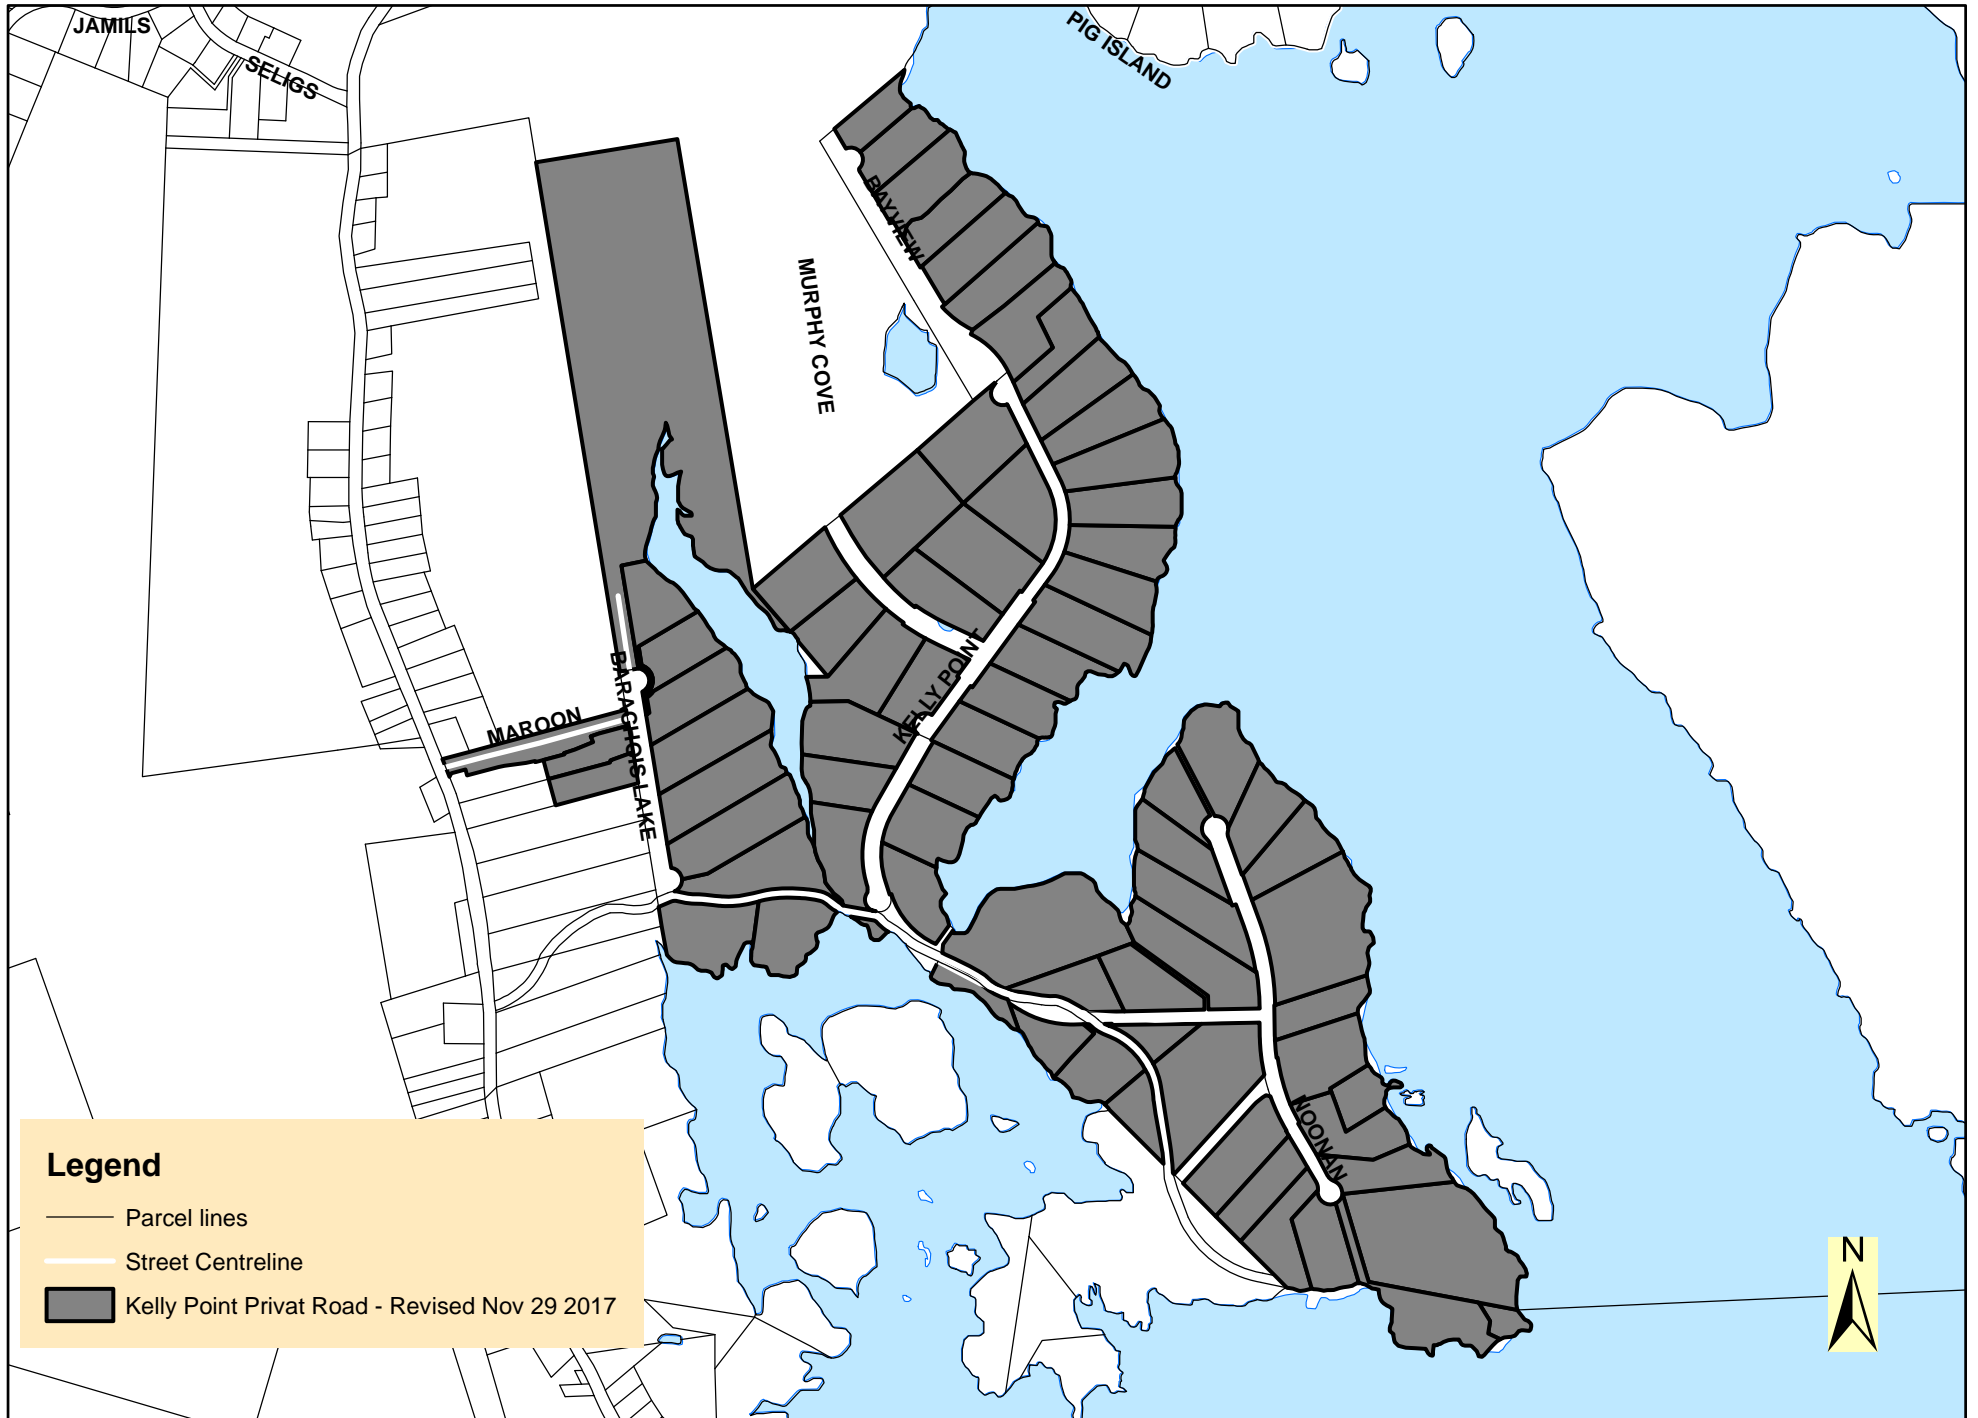 JAMILS
SELIGS
PIG ISLAND
BAYVIEW
MURPHY COVE
KELLY POINT
BARACHOIS LAKE
MAROON
NOONAN
Legend
Parcel lines
Street Centreline
Kelly Point Privat Road - Revised Nov 29 2017
N